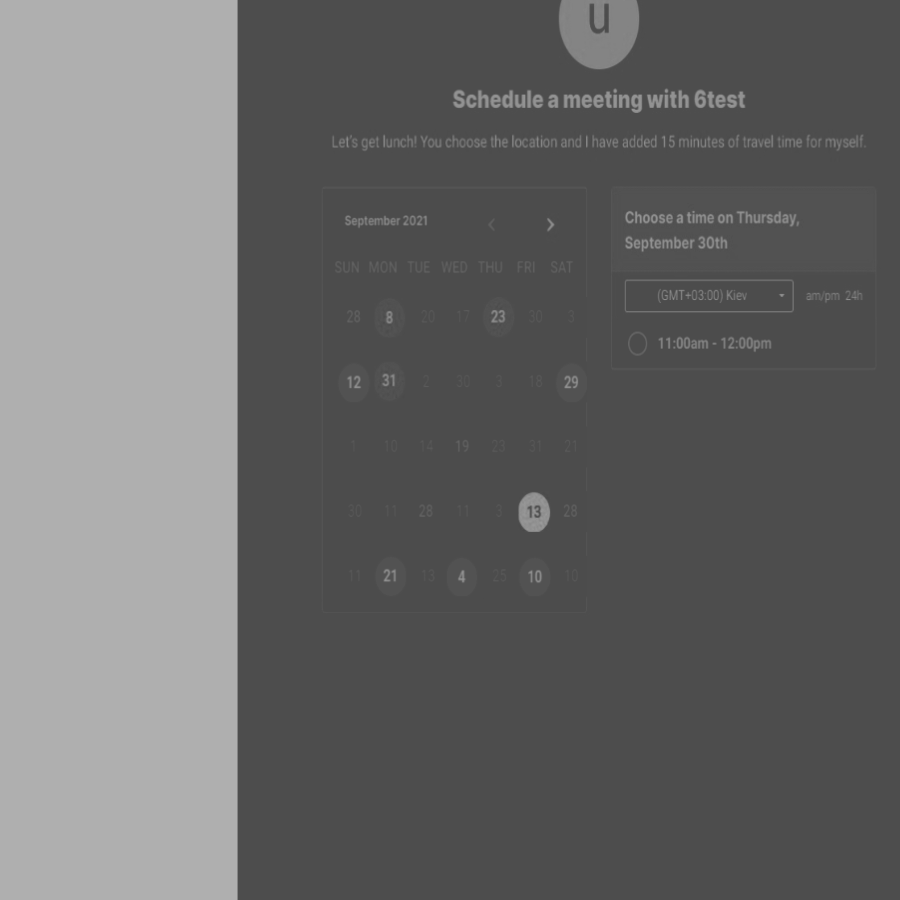 u
Schedule a meeting with 6test
Let's get lunch! You choose the location and I have added 15 minutes of travel time for myself.
September 2021
SUN MON TUE WED THU FRI SAT
28 8 20 17 23 30 3
12 31 2 30 3 18 29
1 10 14 19 23 31 21
30 11 28 11 3 13 28
11 21 13 4 25 10 10
Choose a time on Thursday,
September 30th
(GMT+03:00) Kiev am/pm 24h
11:00am - 12:00pm